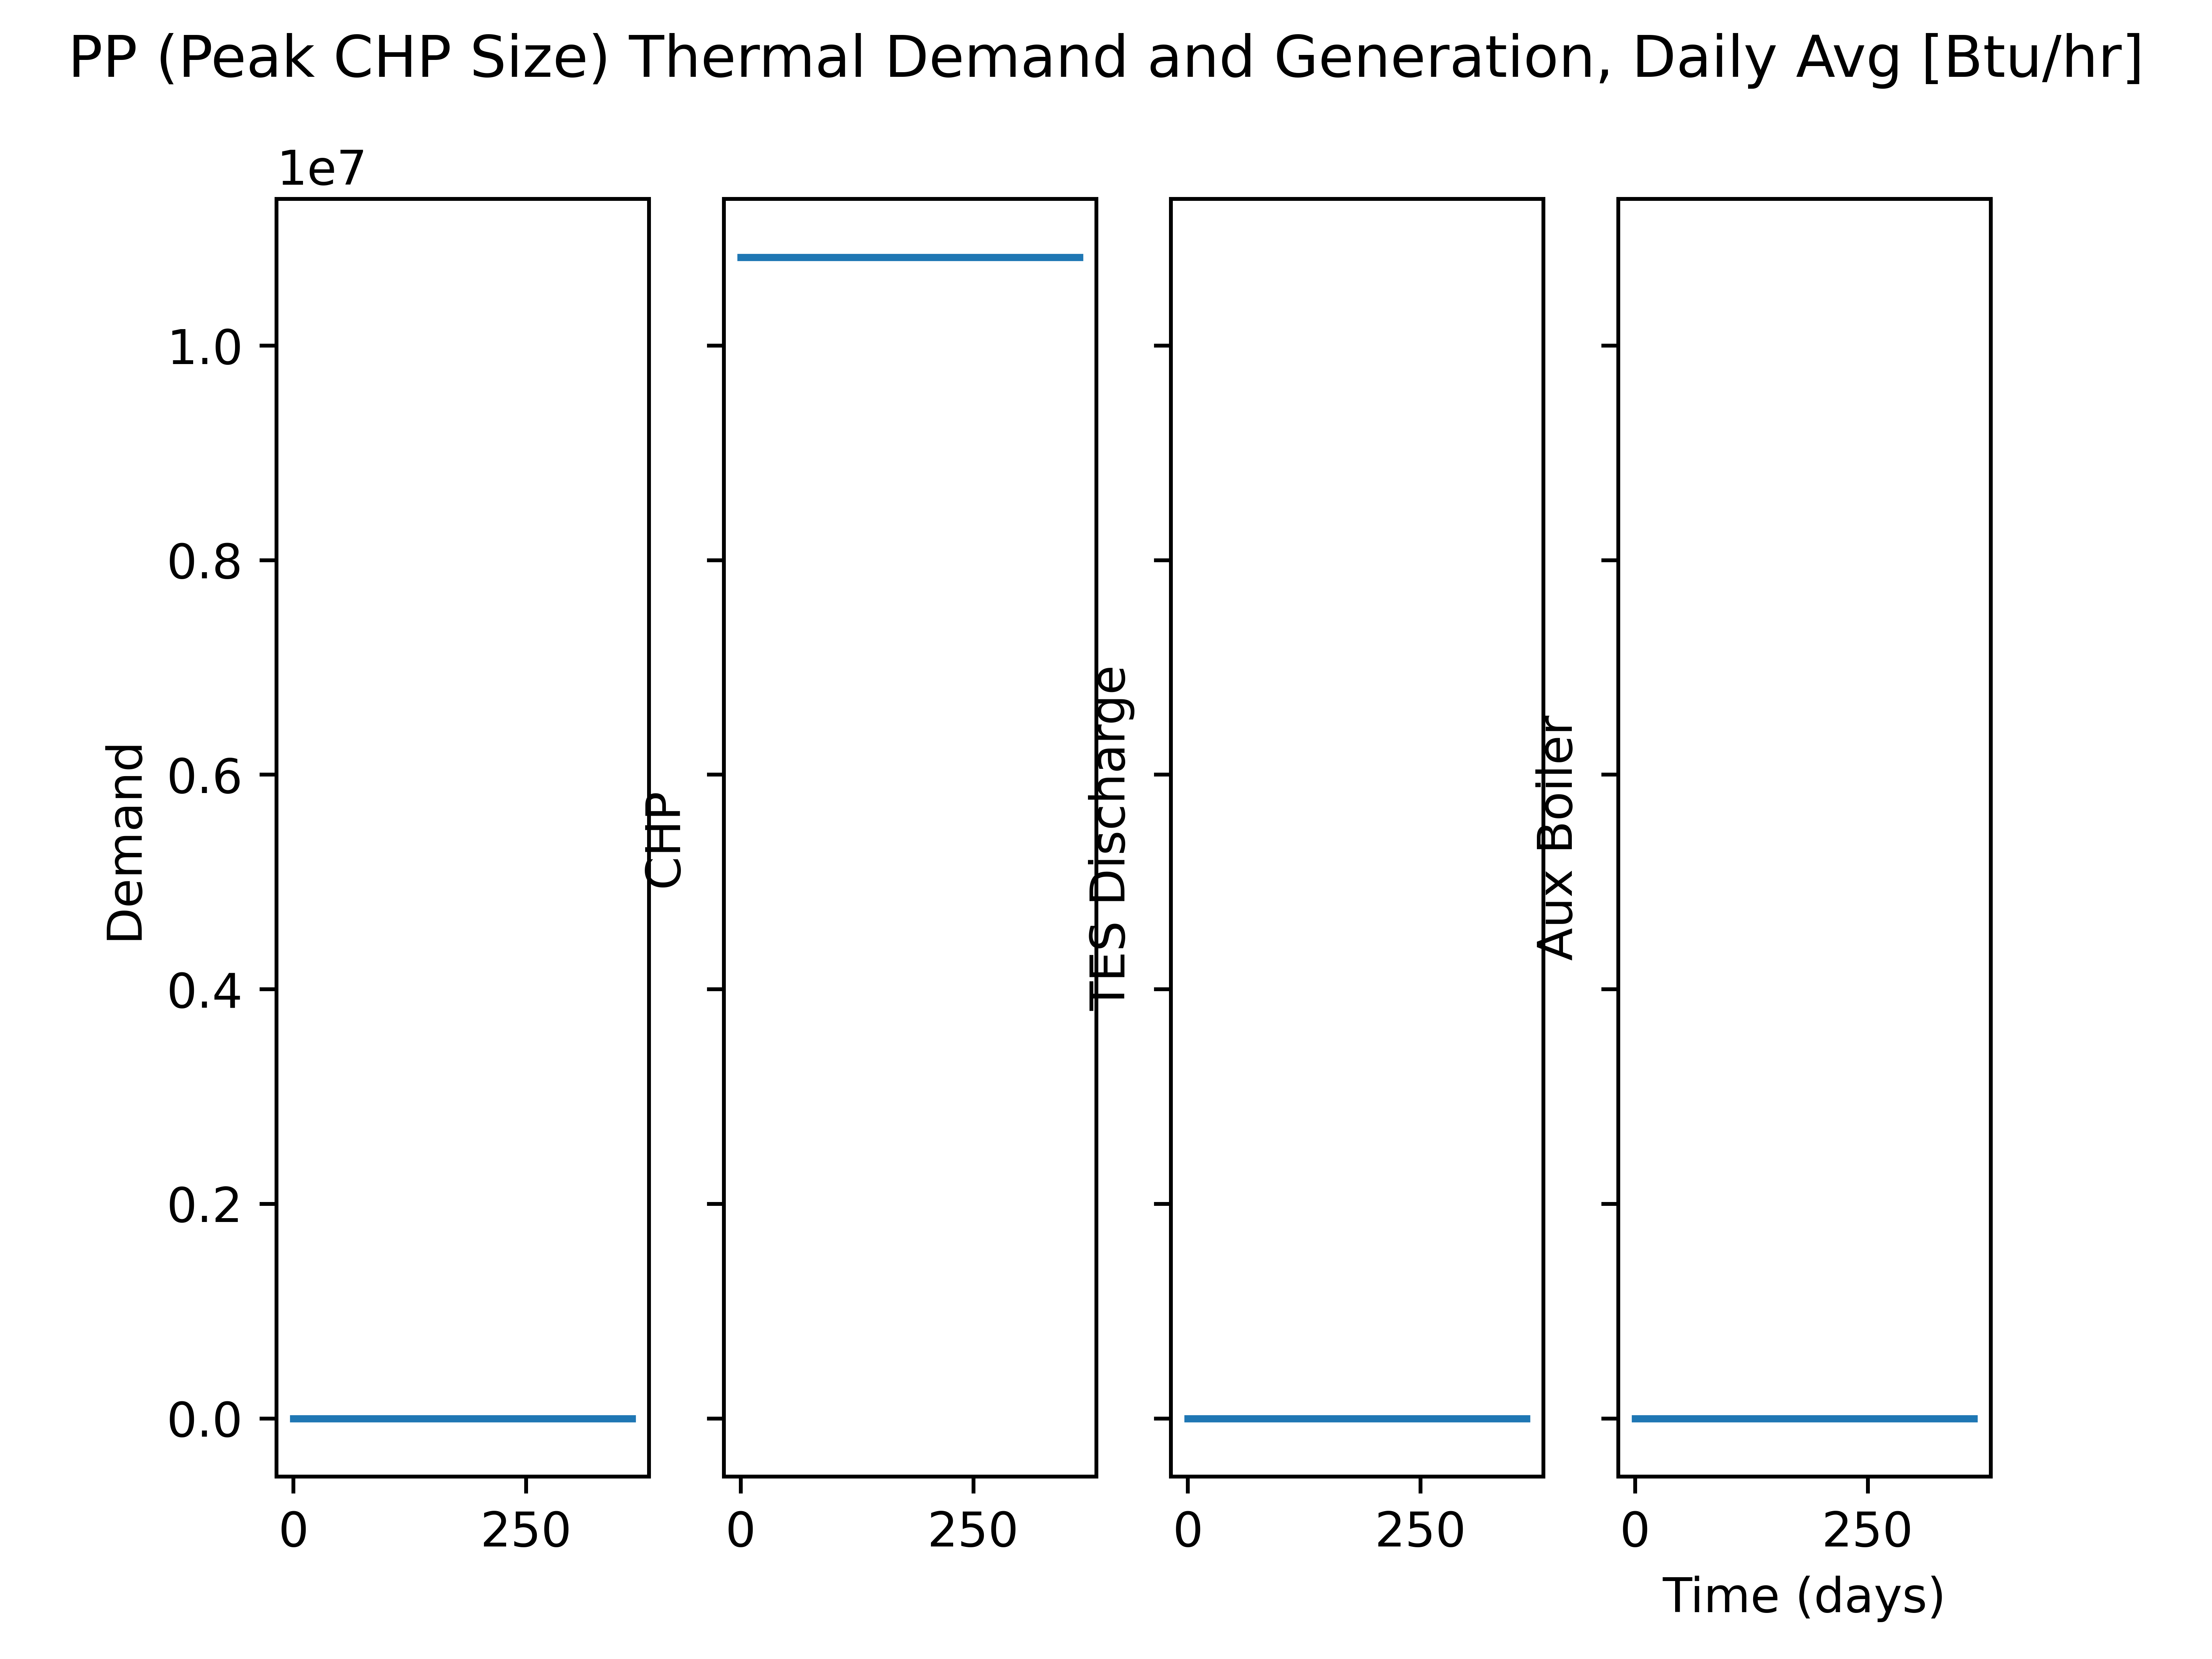 PP (Peak CHP Size) Thermal Demand and Generation, Daily Avg [Btu/hr]
1e7
1.0
0.8
0.6
0.4
0.2
0.0
Demand
CHP
TES Discharge
Aux Boiler
0 250 0 250 0 250 0 250
Time (days)